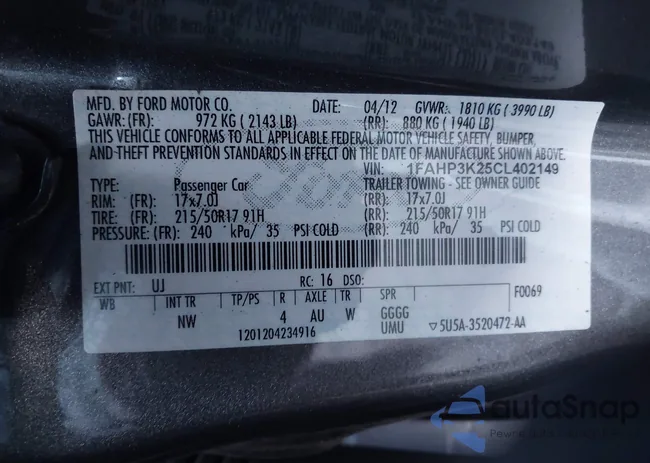 MFD. BY FORD MOTOR CO. DATE: 04/12 GVWR: 1810 KG ( 3990 LB)
GAWR: (FR): 972 KG ( 2143 LB) (RR): 880 KG ( 1940 LB)
THIS VEHICLE CONFORMS TO ALL APPLICABLE FEDERAL MOTOR VEHICLE SAFETY, BUMPER,
AND THEFT PREVENTION STANDARDS IN EFFECT ON THE DATE OF MANUFACTURE SHOWN ABOVE.
VIN: 1FAHP3K25CL402149
TYPE: Passenger Car TRAILER TOWING - SEE OWNER GUIDE
RIM: (FR): 17x7.0J (RR): 17x7.0J
TIRE: (FR): 215/50R17 91H (RR): 215/50R17 91H
PRESSURE: (FR): 240 kPa/ 35 PSI COLD (RR): 240 kPa/ 35 PSI COLD
EXT PNT: UJ RC: 16 DSO: F0069
WB INT TR TP/PS R AXLE TR SPR
NW 4 AU W GGGG
UMU
1201204234916 ▽5U5A-3520472-AA
autoSnap